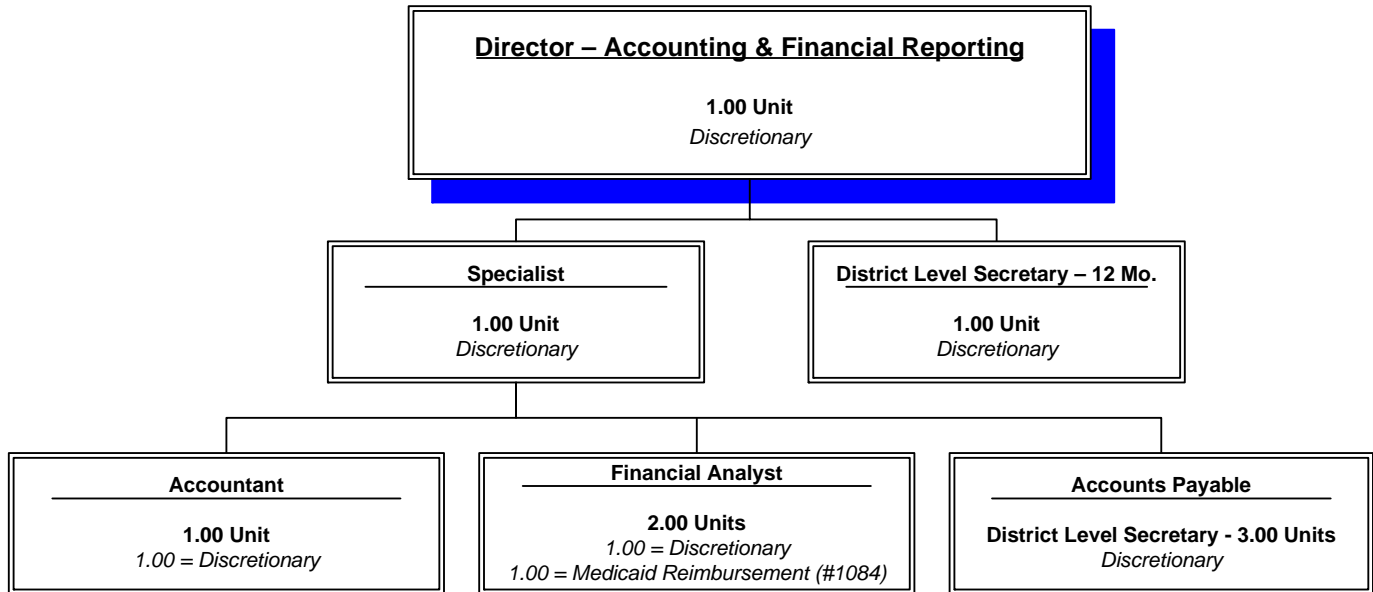 Director – Accounting & Financial Reporting
1.00 Unit
Discretionary
Specialist
1.00 Unit
Discretionary
District Level Secretary – 12 Mo.
1.00 Unit
Discretionary
Accountant
1.00 Unit
1.00 = Discretionary
Financial Analyst
2.00 Units
1.00 = Discretionary
1.00 = Medicaid Reimbursement (#1084)
Accounts Payable
District Level Secretary - 3.00 Units
Discretionary